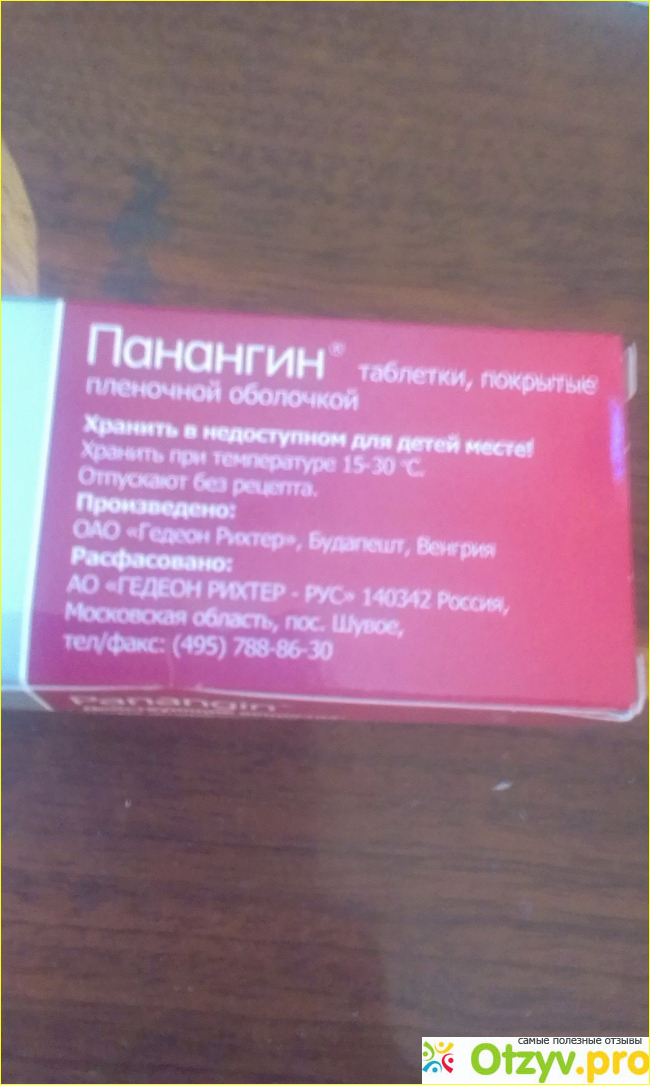 Панангин® таблетки, покрытые
пленочной оболочкой
Хранить в недоступном для детей месте!
Хранить при температуре 15-30 °С.
Отпускают без рецепта.
Произведено:
ОАО «Гедеон Рихтер», Будапешт, Венгрия
Расфасовано:
АО «ГЕДЕОН РИХТЕР - РУС» 140342 Россия,
Московская область, пос. Шувое,
тел/факс: (495) 788-86-30
Panangin
самые полезные отзывы
Otzyv.pro